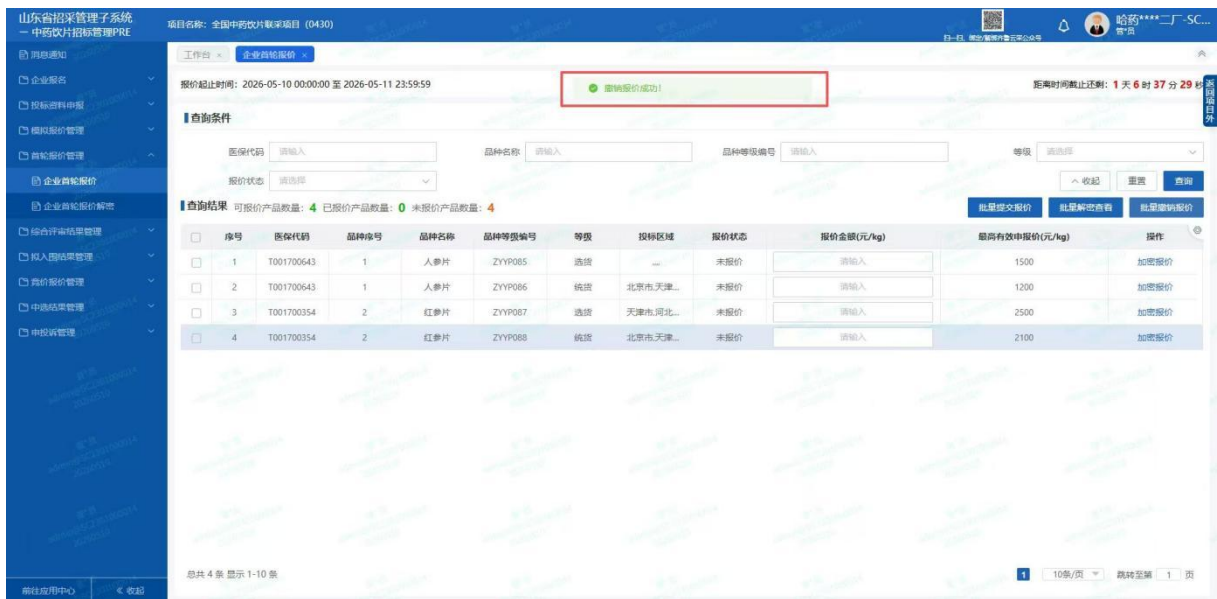 山东省招采管理子系统
— 中药饮片招标管理PRE
项目名称：全国中药饮片联采项目（0430）
哈药****二厂-SC...
管*员
消息通知
工作台 ×
企业首轮报价 ×
企业报名
报价起止时间：2026-05-10 00:00:00 至 2026-05-11 23:59:59
撤销报价成功！
距离时间截止还剩：1 天 6 时 37 分 29 秒
返回项目外
投标资料申报
查询条件
模拟报价管理
医保代码 请输入
品种名称 请输入
品种等级编号 请输入
等级 请选择
首轮报价管理
报价状态 请选择
收起
重置
查询
企业首轮报价
企业首轮报价解密
查询结果 可报价产品数量：4 已报价产品数量：0 未报价产品数量：4
批量提交报价
批量解密查看
批量撤销报价
综合评审结果管理
拟入围结果管理
竞价报价管理
中选结果管理
申投诉管理
序号 医保代码 品种序号 品种名称 品种等级编号 等级 投标区域 报价状态 报价金额(元/kg) 最高有效申报价(元/kg) 操作
1 T001700643 1 人参片 ZYYP085 选货 ... 未报价 请输入 1500 加密报价
2 T001700643 1 人参片 ZYYP086 统货 北京市,天津... 未报价 请输入 1200 加密报价
3 T001700354 2 红参片 ZYYP087 选货 天津市,河北... 未报价 请输入 2500 加密报价
4 T001700354 2 红参片 ZYYP088 统货 北京市,天津... 未报价 请输入 2100 加密报价
总共 4 条 显示 1-10 条
1
10条/页
跳转至第 1 页
前往应用中心
收起